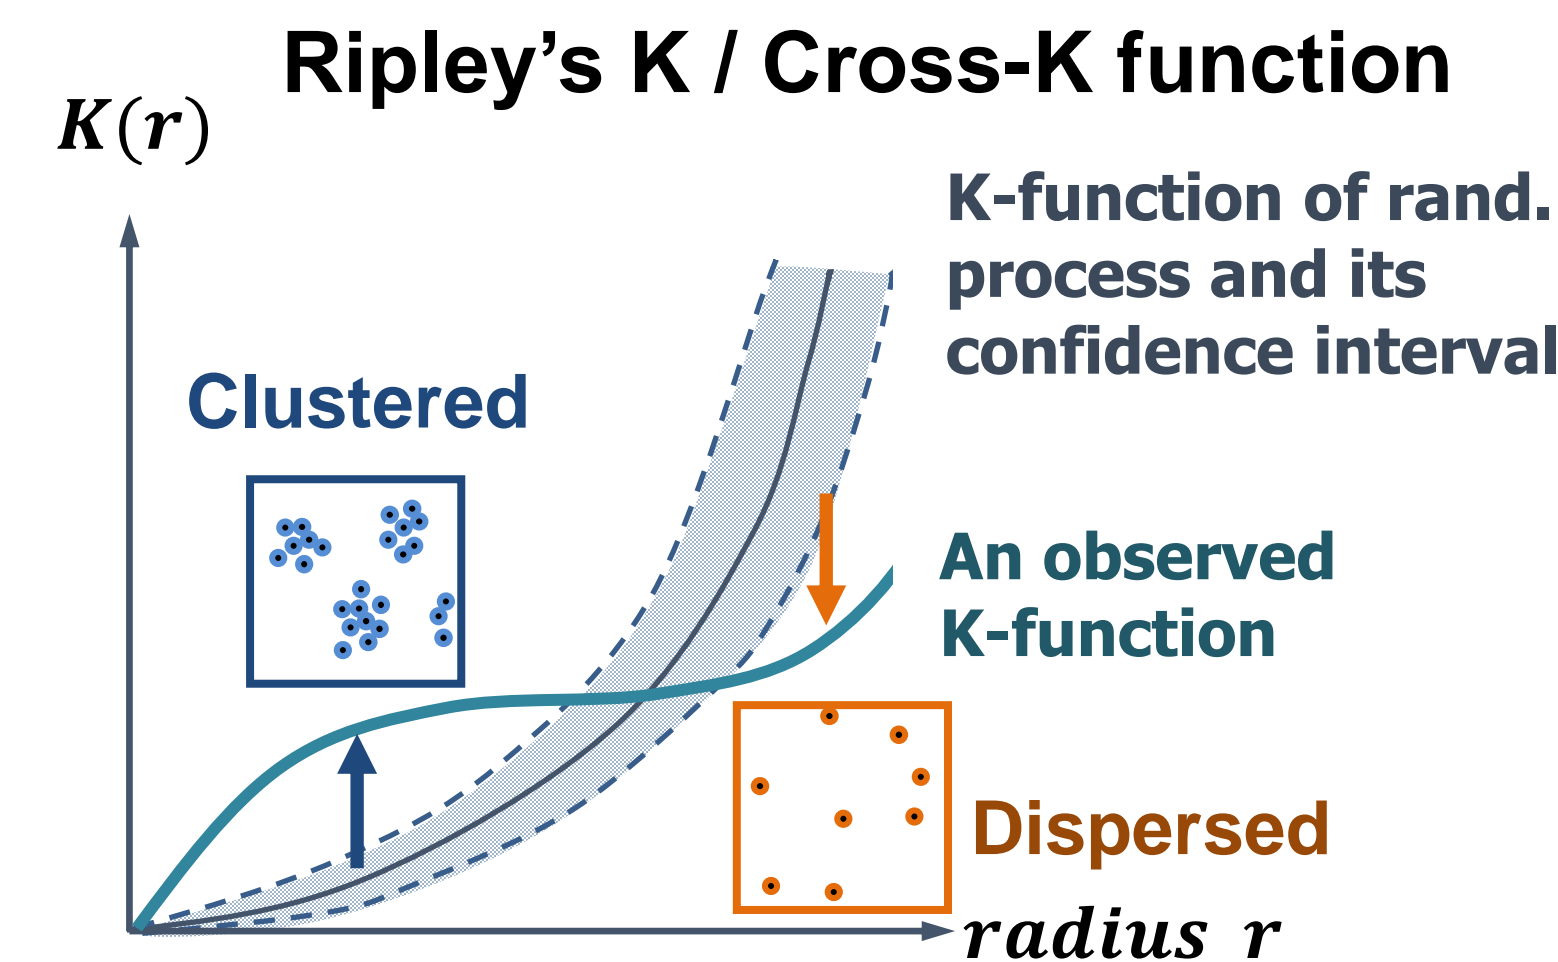 Ripley’s K / Cross-K function
K(r)
K-function of rand.
process and its
confidence interval
Clustered
An observed
K-function
Dispersed
radius r